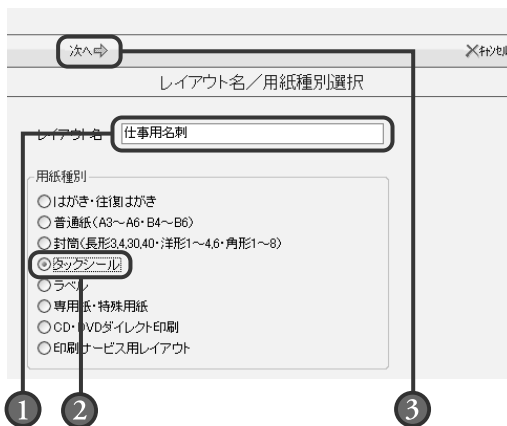 次へ⇨ ×キャンセル
レイアウト名／用紙種別選択
レイアウト名 仕事用名刺
用紙種別
はがき・往復はがき
普通紙(A3～A6・B4～B6)
封筒(長形3,4,30,40・洋形1～4,6・角形1～8)
タックシール
ラベル
専用紙・特殊用紙
CD・DVDダイレクト印刷
印刷サービス用レイアウト
1 2 3